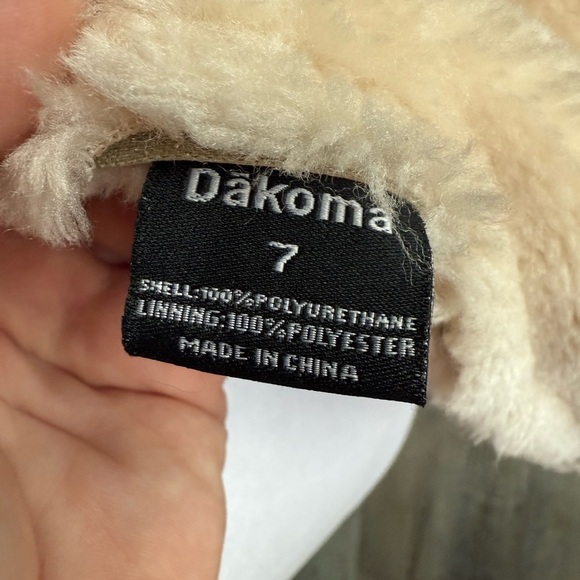 Dākoma
7
SHELL:100%POLYURETHANE
LINNING:100%POLYESTER
MADE IN CHINA